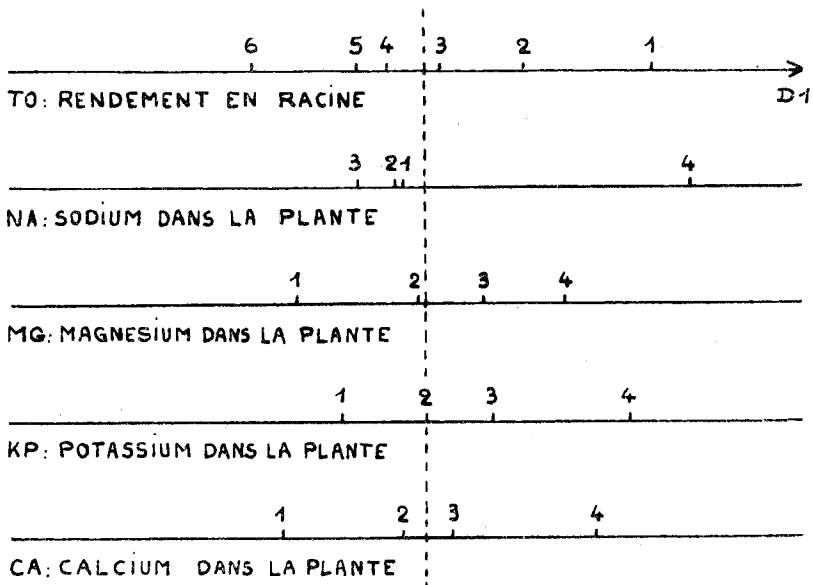 6 5 4 3 2 1
TO: RENDEMENT EN RACINE D1
3 2 1 4
NA: SODIUM DANS LA PLANTE
1 2 3 4
MG: MAGNESIUM DANS LA PLANTE
1 2 3 4
KP: POTASSIUM DANS LA PLANTE
1 2 3 4
CA: CALCIUM DANS LA PLANTE